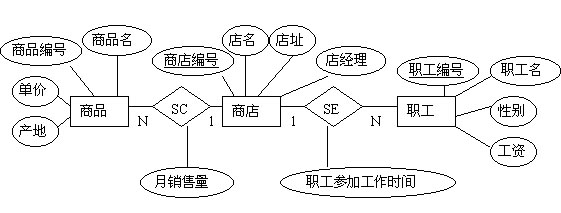 商品编号
商品名
商店编号
店名
店址
店经理
职工编号
职工名
单价
产地
商品
N
SC
1
商店
1
SE
N
职工
性别
工资
月销售量
职工参加工作时间